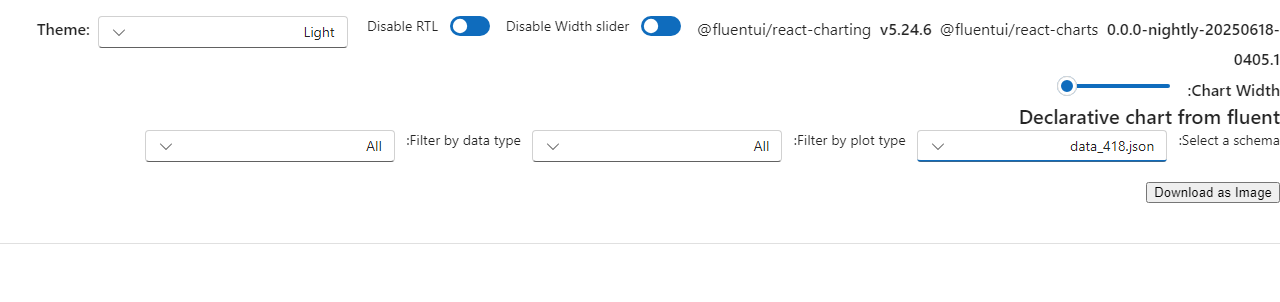 Theme: Light Disable RTL Disable Width slider @fluentui/react-charting v5.24.6 @fluentui/react-charts 0.0.0-nightly-20250618-
0405.1
:Chart Width
Declarative chart from fluent
:Select a schema data_418.json :Filter by plot type All :Filter by data type All
Download as Image